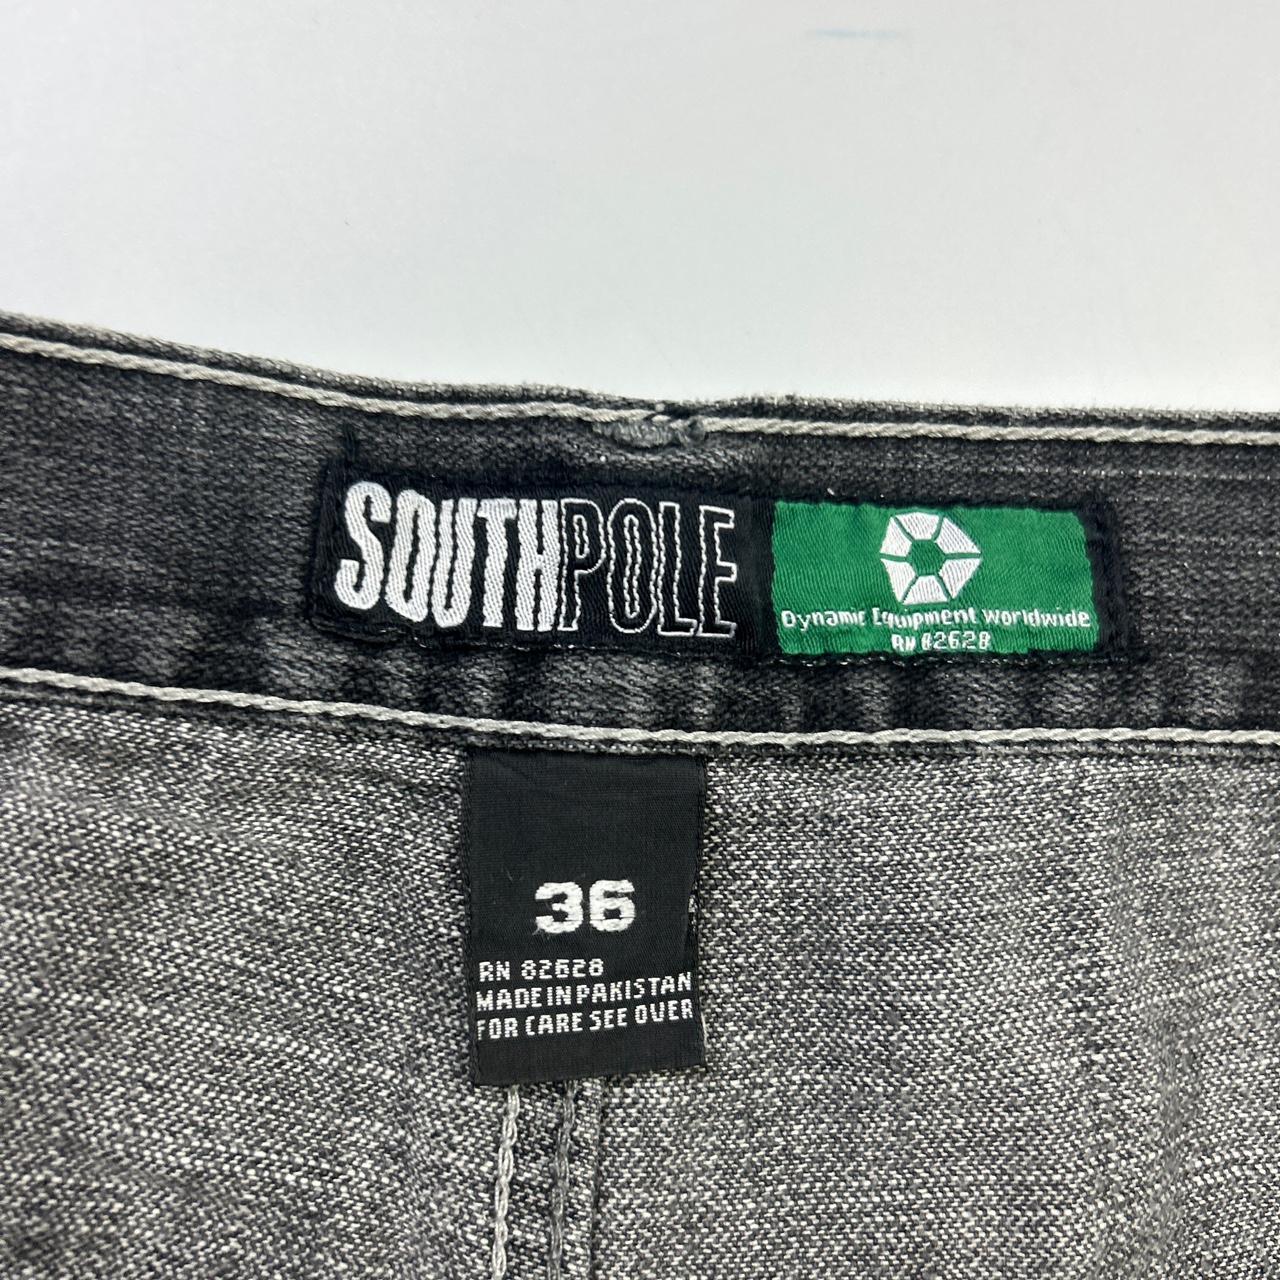 SOUTHPOLE
Dynamic Equipment Worldwide
RN 82628
36
RN 82628
MADE IN PAKISTAN
FOR CARE SEE OVER